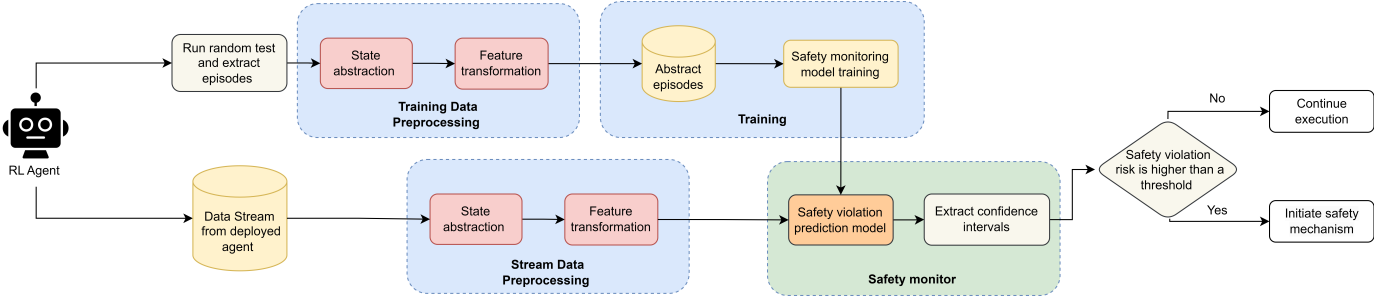 Run random test
and extract
episodes
State
abstraction
Feature
transformation
Training Data
Preprocessing
Abstract
episodes
Safety monitoring
model training
Training
RL Agent
Data Stream
from deployed
agent
State
abstraction
Feature
transformation
Stream Data
Preprocessing
Safety violation
prediction model
Extract confidence
intervals
Safety monitor
Safety violation
risk is higher than a
threshold
No
Continue
execution
Yes
Initiate safety
mechanism